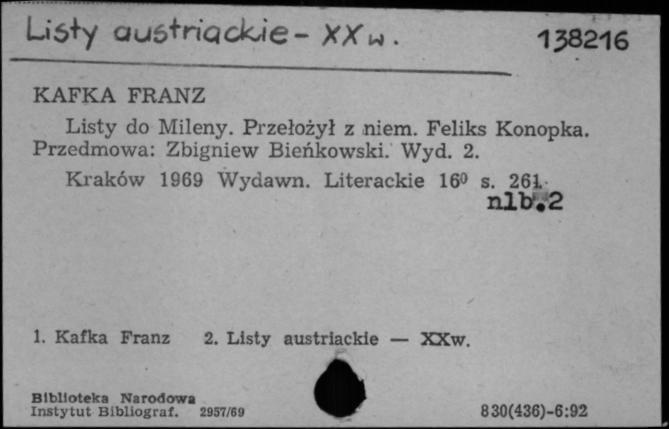 Listy austriackie - XX w.
138216
KAFKA FRANZ
Listy do Mileny. Przełożył z niem. Feliks Konopka.
Przedmowa: Zbigniew Bieńkowski. Wyd. 2.
Kraków 1969 Wydawn. Literackie 16⁰ s. 261.
nlb.2
1. Kafka Franz 2. Listy austriackie — XXw.
Biblioteka Narodowa
Instytut Bibliograf. 2957/69
830(436)-6:92